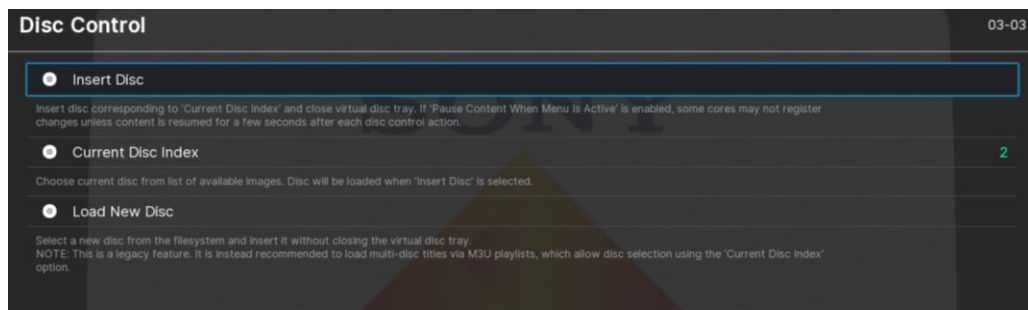 Disc Control
03-03
Insert Disc
Insert disc corresponding to 'Current Disc Index' and close virtual disc tray. If 'Pause Content When Menu Is Active' is enabled, some cores may not register
changes unless content is resumed for a few seconds after each disc control action.
SONY
Current Disc Index
2
Choose current disc from list of available images. Disc will be loaded when 'Insert Disc' is selected.
Load New Disc
Select a new disc from the filesystem and insert it without closing the virtual disc tray.
NOTE: This is a legacy feature. It is instead recommended to load multi-disc titles via M3U playlists, which allow disc selection using the 'Current Disc Index'
option.